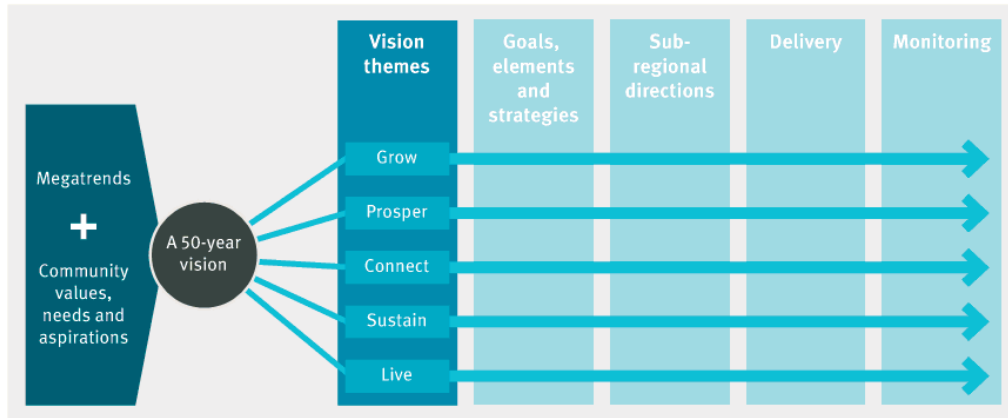 Vision
themes
Goals,
elements
and
strategies
Sub-
regional
directions
Delivery
Monitoring
Megatrends
+
Community
values,
needs and
aspirations
A 50-year
vision
Grow
Prosper
Connect
Sustain
Live